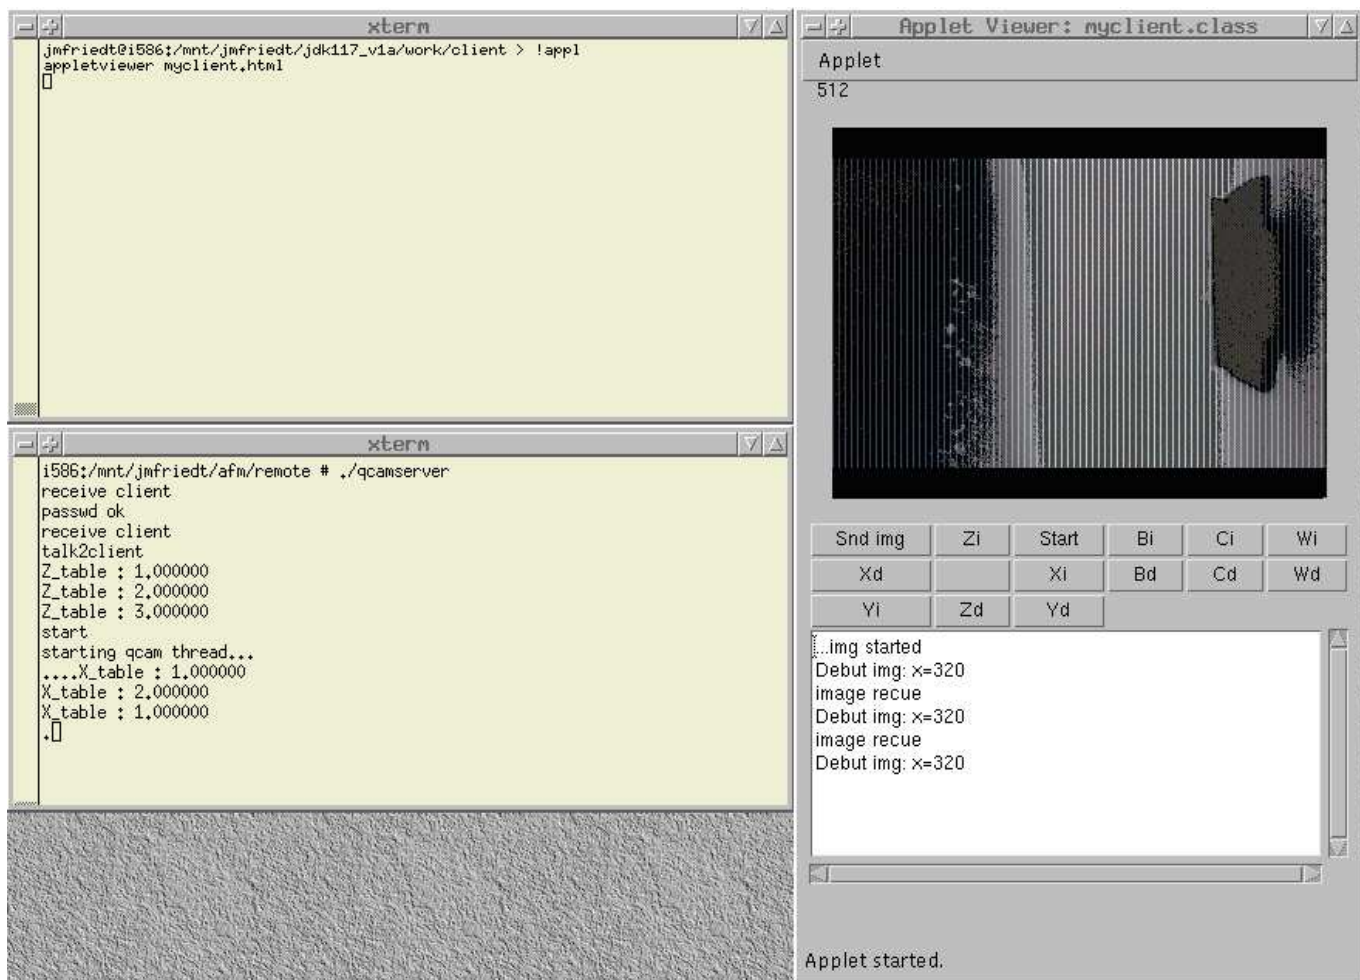 xterm
jmfriedt@i586:/mnt/jmfriedt/jdk117_v1a/work/client > !appl
appletviewer myclient.html
xterm
i586:/mnt/jmfriedt/afm/remote # ./qcamserver
receive client
passwd ok
receive client
talk2client
Z_table : 1.000000
Z_table : 2.000000
Z_table : 3.000000
start
starting qcam thread...
....X_table : 1.000000
X_table : 2.000000
X_table : 1.000000
.
Applet Viewer: myclient.class
Applet
512
Snd img Zi Start Bi Ci Wi
Xd Xi Bd Cd Wd
Yi Zd Yd
...img started
Debut img: x=320
image recue
Debut img: x=320
image recue
Debut img: x=320
Applet started.